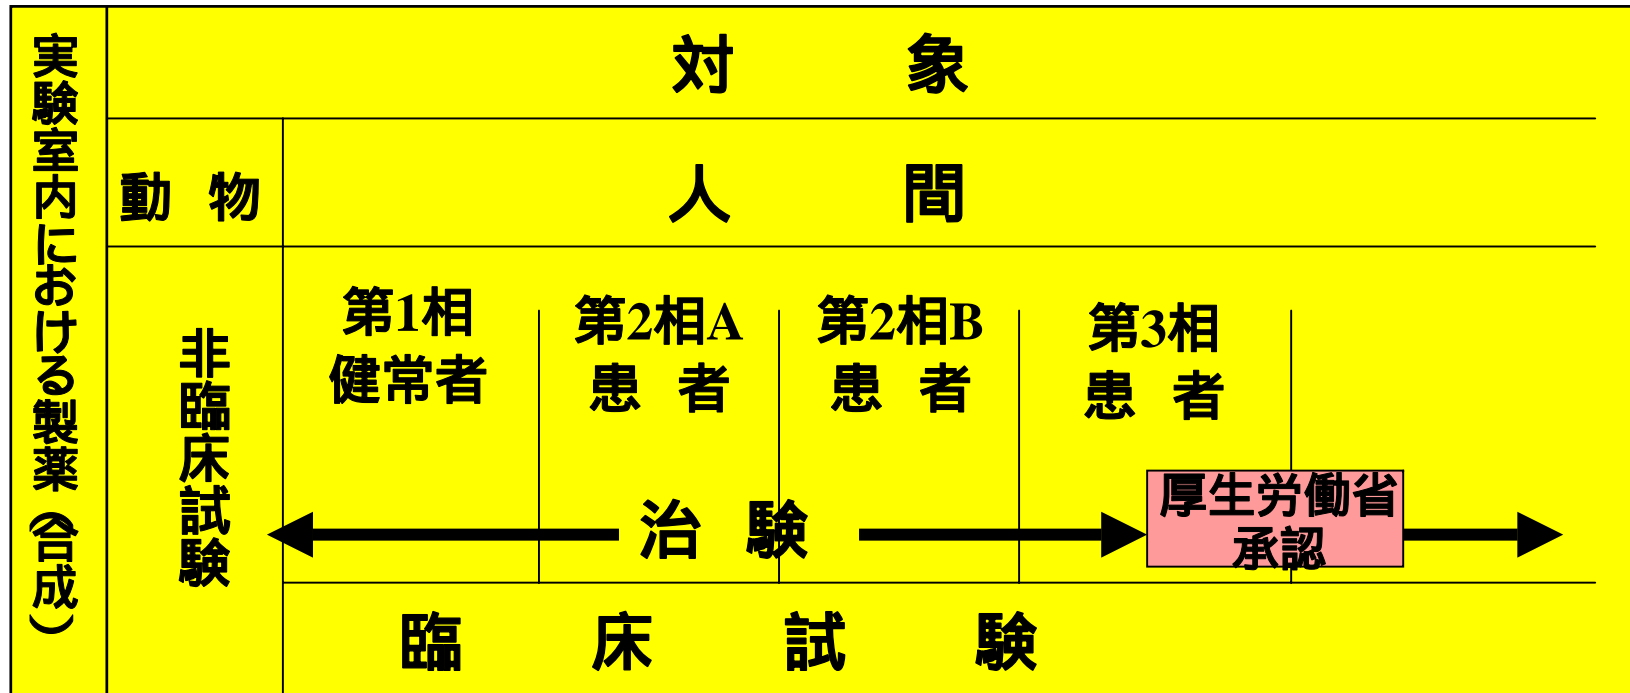 実験室内における製薬（合成）
対象
動物
人間
非臨床試験
第1相
健常者
第2相A
患者
第2相B
患者
第3相
患者
治験
厚生労働省
承認
臨床試験